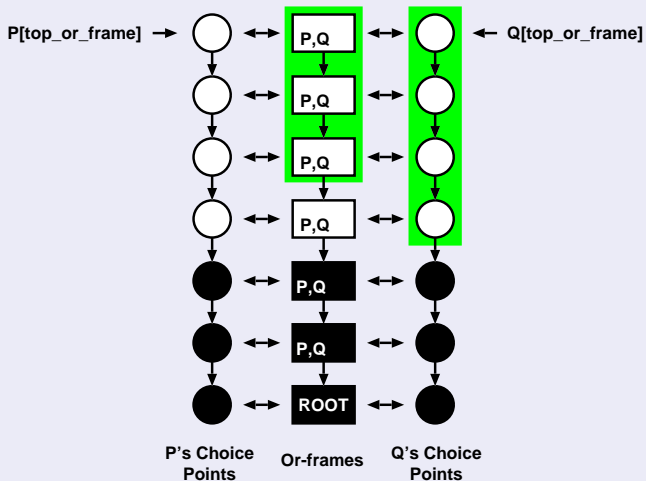 P[top_or_frame]
Q[top_or_frame]
P,Q
P,Q
P,Q
P,Q
P,Q
P,Q
ROOT
P's Choice
Points
Or-frames
Q's Choice
Points